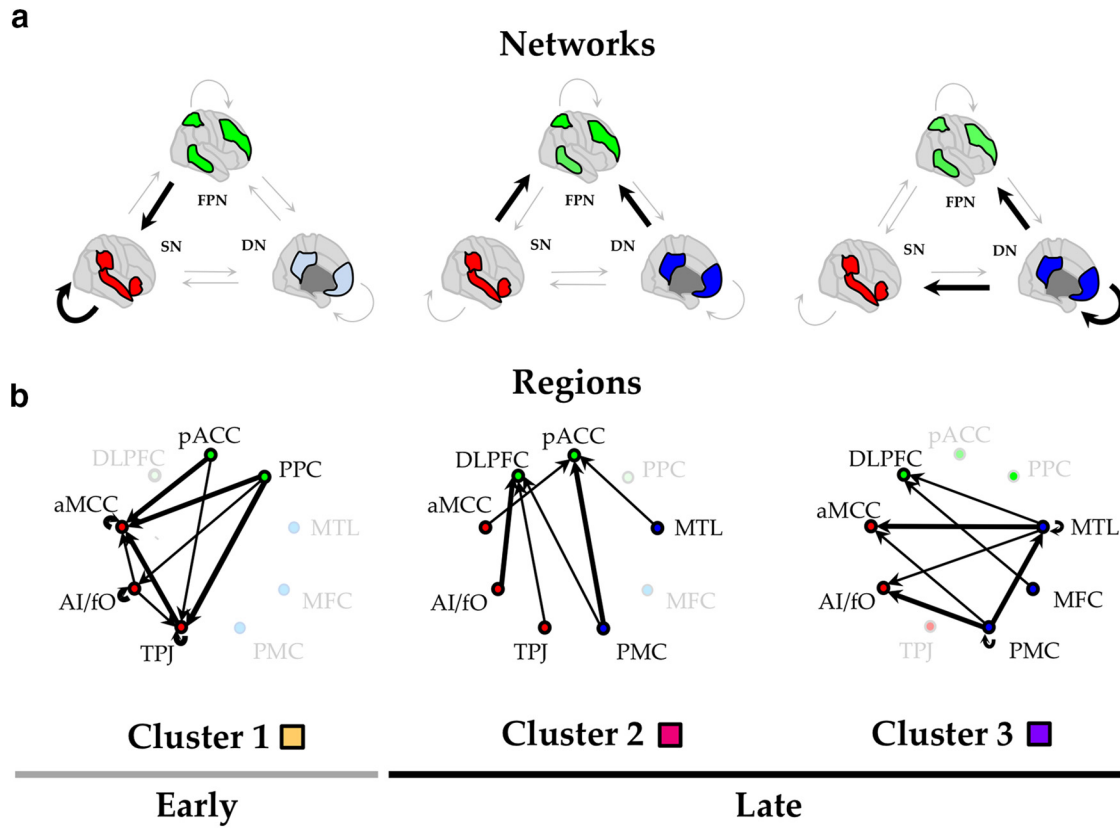 a
Networks
FPN
SN
DN
FPN
SN
DN
FPN
SN
DN
b
Regions
pACC
DLPFC
PPC
aMCC
MTL
AI/fO
MFC
TPJ
PMC
pACC
DLPFC
PPC
aMCC
MTL
AI/fO
MFC
TPJ
PMC
pACC
DLPFC
PPC
aMCC
MTL
AI/fO
MFC
TPJ
PMC
Cluster 1
Cluster 2
Cluster 3
Early
Late